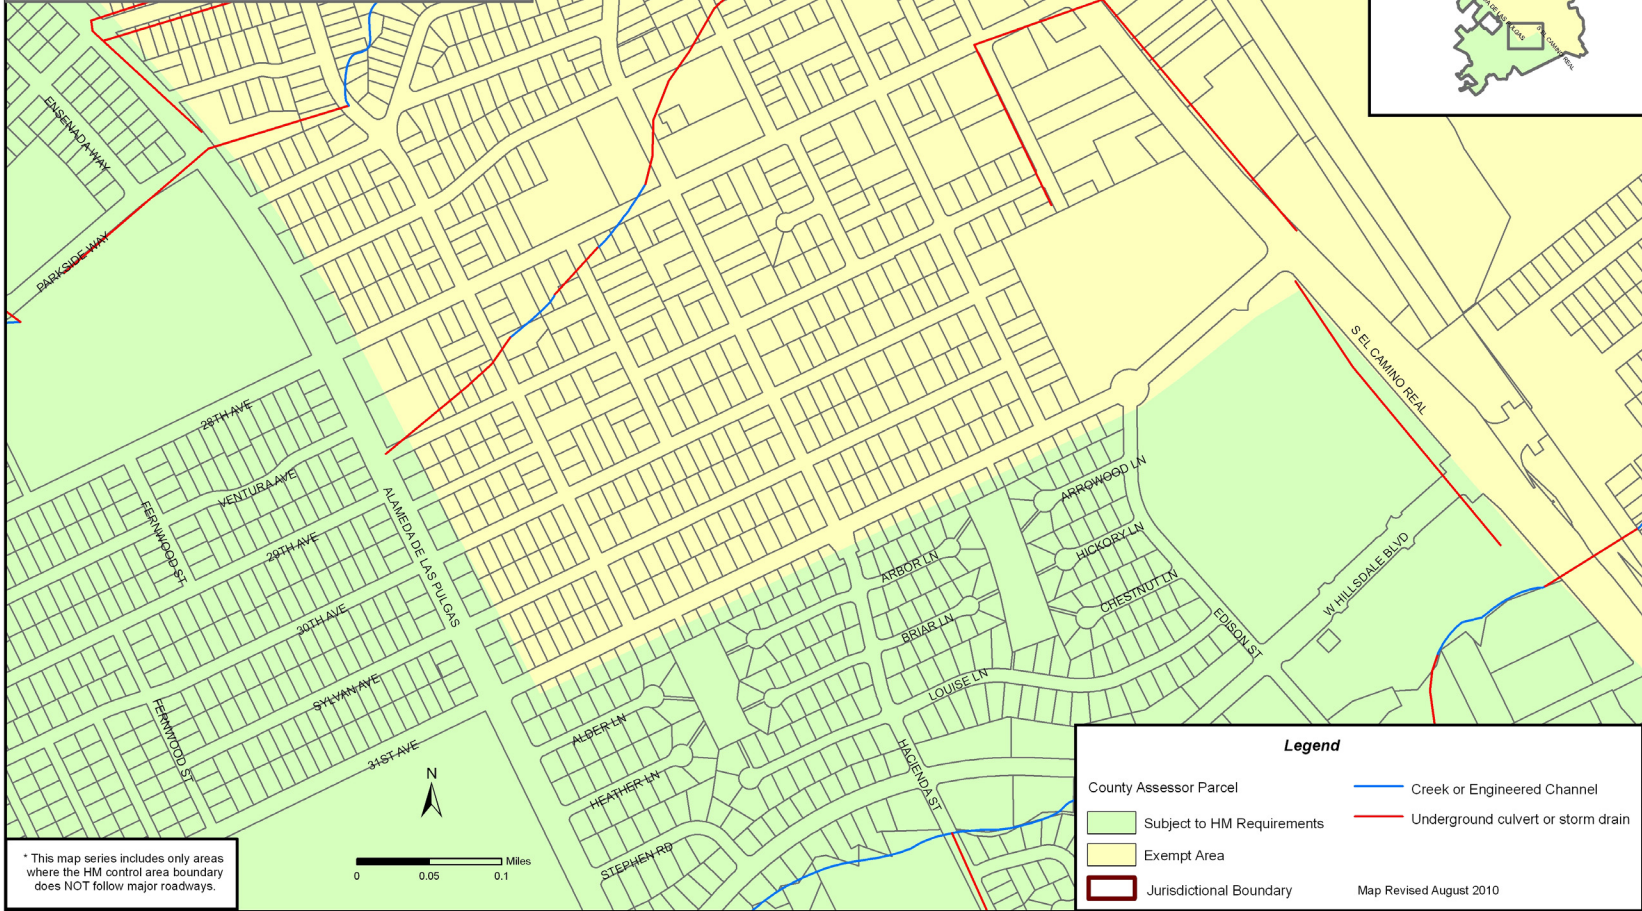 ENSENADA WAY
PARKSIDE WAY
28TH AVE
VENTURA AVE
FERNWOOD ST
29TH AVE
ALAMEDA DE LAS PULGAS
30TH AVE
SYLVAN AVE
FERNWOOD ST
31ST AVE
S EL CAMINO REAL
ARROWOOD LN
HICKORY LN
ARBOR LN
CHESTNUT LN
BRIAR LN
W HILLSDALE BLVD
EDISON ST
LOUISE LN
ALDER LN
HEATHER LN
HACIENDA ST
STEPHEN RD
N
Miles
0 0.05 0.1
* This map series includes only areas
where the HM control area boundary
does NOT follow major roadways.
Legend
County Assessor Parcel
Subject to HM Requirements
Exempt Area
Jurisdictional Boundary
Creek or Engineered Channel
Underground culvert or storm drain
Map Revised August 2010